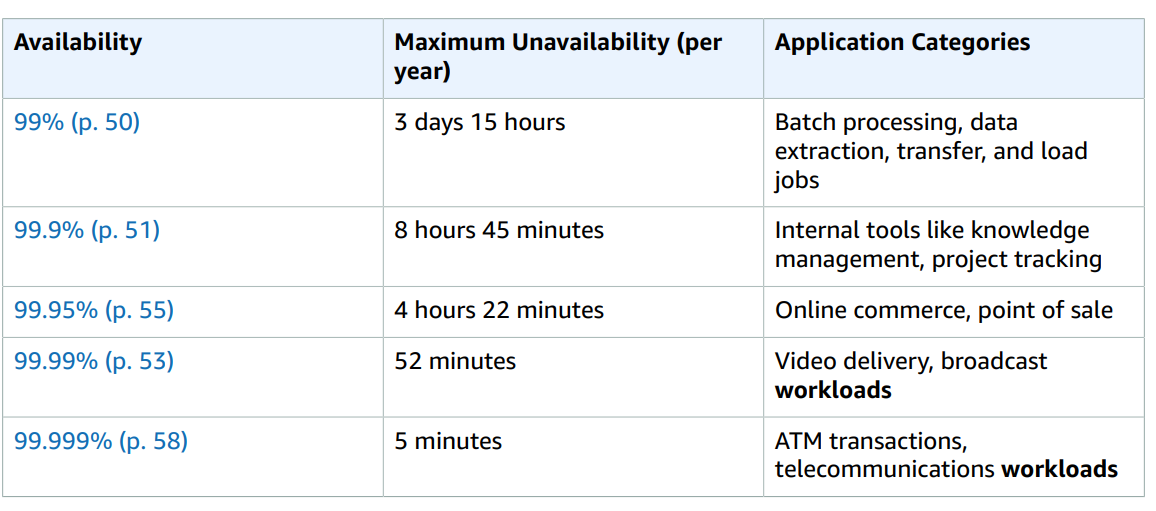 Availability
Maximum Unavailability (per
year)
Application Categories
99% (p. 50)
3 days 15 hours
Batch processing, data
extraction, transfer, and load
jobs
99.9% (p. 51)
8 hours 45 minutes
Internal tools like knowledge
management, project tracking
99.95% (p. 55)
4 hours 22 minutes
Online commerce, point of sale
99.99% (p. 53)
52 minutes
Video delivery, broadcast
workloads
99.999% (p. 58)
5 minutes
ATM transactions,
telecommunications workloads